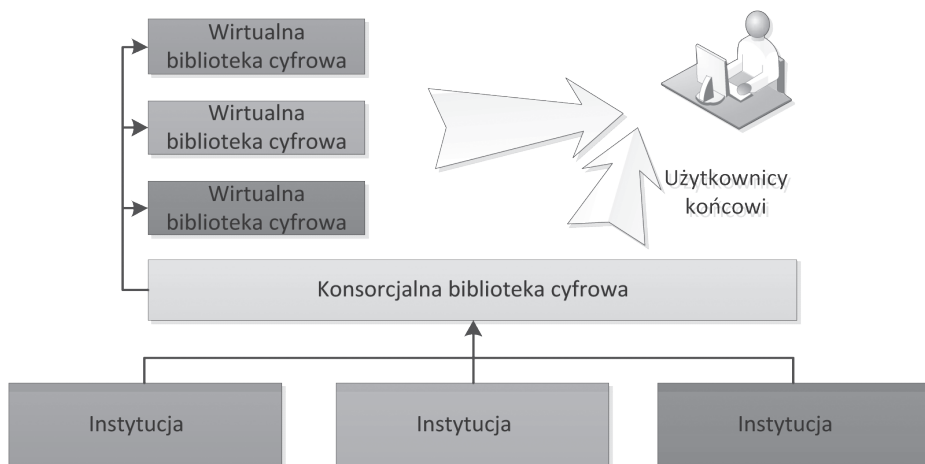 Wirtualna
biblioteka cyfrowa
Wirtualna
biblioteka cyfrowa
Wirtualna
biblioteka cyfrowa
Użytkownicy
końcowi
Konsorcjalna biblioteka cyfrowa
Instytucja
Instytucja
Instytucja